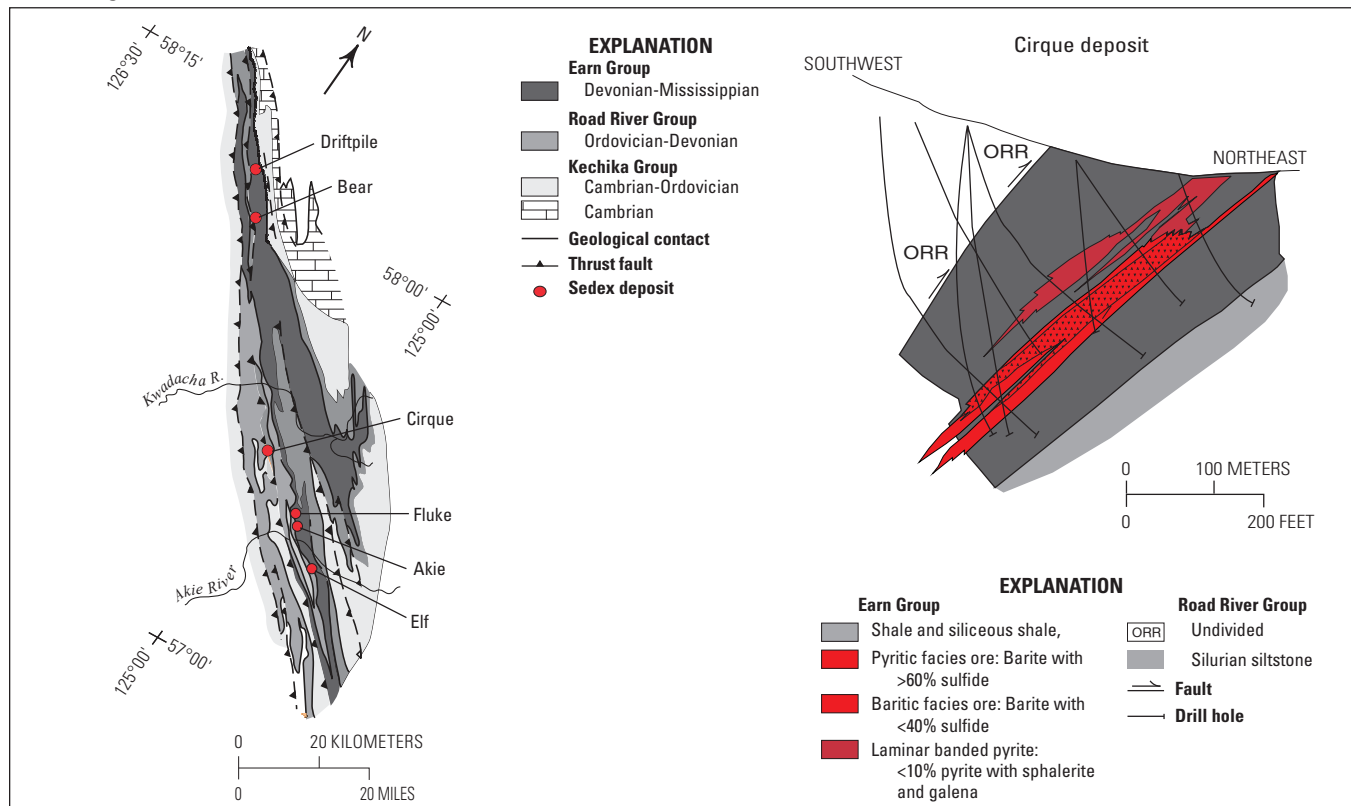 126°30'
58°15'
N
Driftpile
Bear
58°00'
125°00'
Kwadacha R.
Cirque
Fluke
Akie
Elf
Akie River
125°00'
57°00'
0 20 KILOMETERS
0 20 MILES
EXPLANATION
Earn Group
Devonian-Mississippian
Road River Group
Ordovician-Devonian
Kechika Group
Cambrian-Ordovician
Cambrian
Geological contact
Thrust fault
Sedex deposit
Cirque deposit
SOUTHWEST
ORR
NORTHEAST
ORR
0 100 METERS
0 200 FEET
EXPLANATION
Earn Group
Shale and siliceous shale,
Pyritic facies ore: Barite with
>60% sulfide
Baritic facies ore: Barite with
<40% sulfide
Laminar banded pyrite:
<10% pyrite with sphalerite
and galena
Road River Group
ORR Undivided
Silurian siltstone
Fault
Drill hole